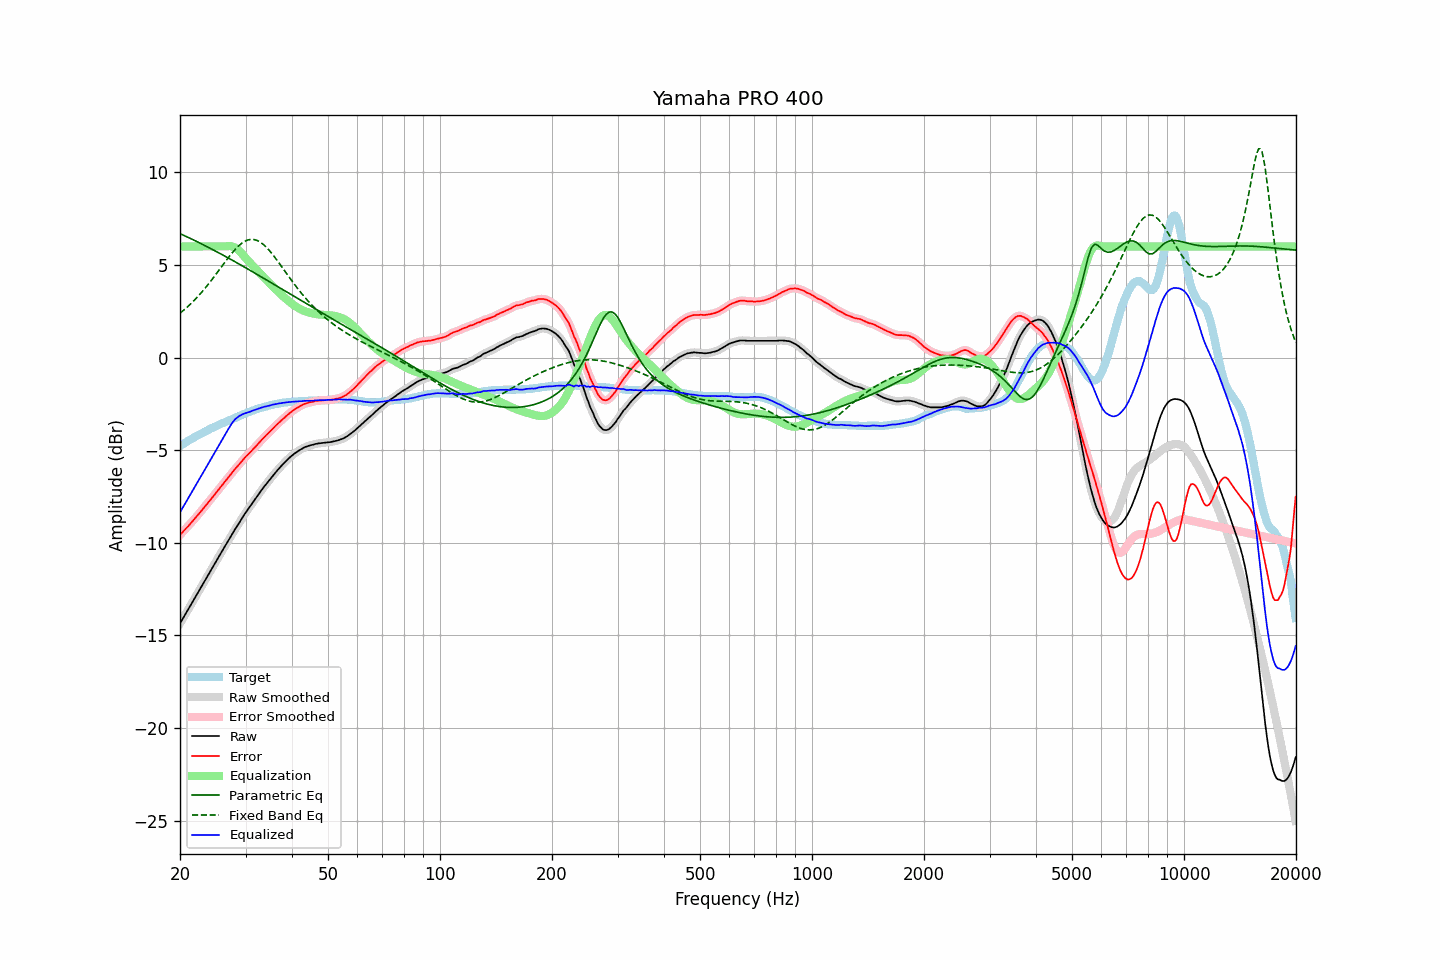 Yamaha PRO 400
Amplitude (dBr)
10
5
0
−5
−10
−15
−20
−25
Target
Raw Smoothed
Error Smoothed
Raw
Error
Equalization
Parametric Eq
Fixed Band Eq
Equalized
20 50 100 200 500 1000 2000 5000 10000 20000
Frequency (Hz)